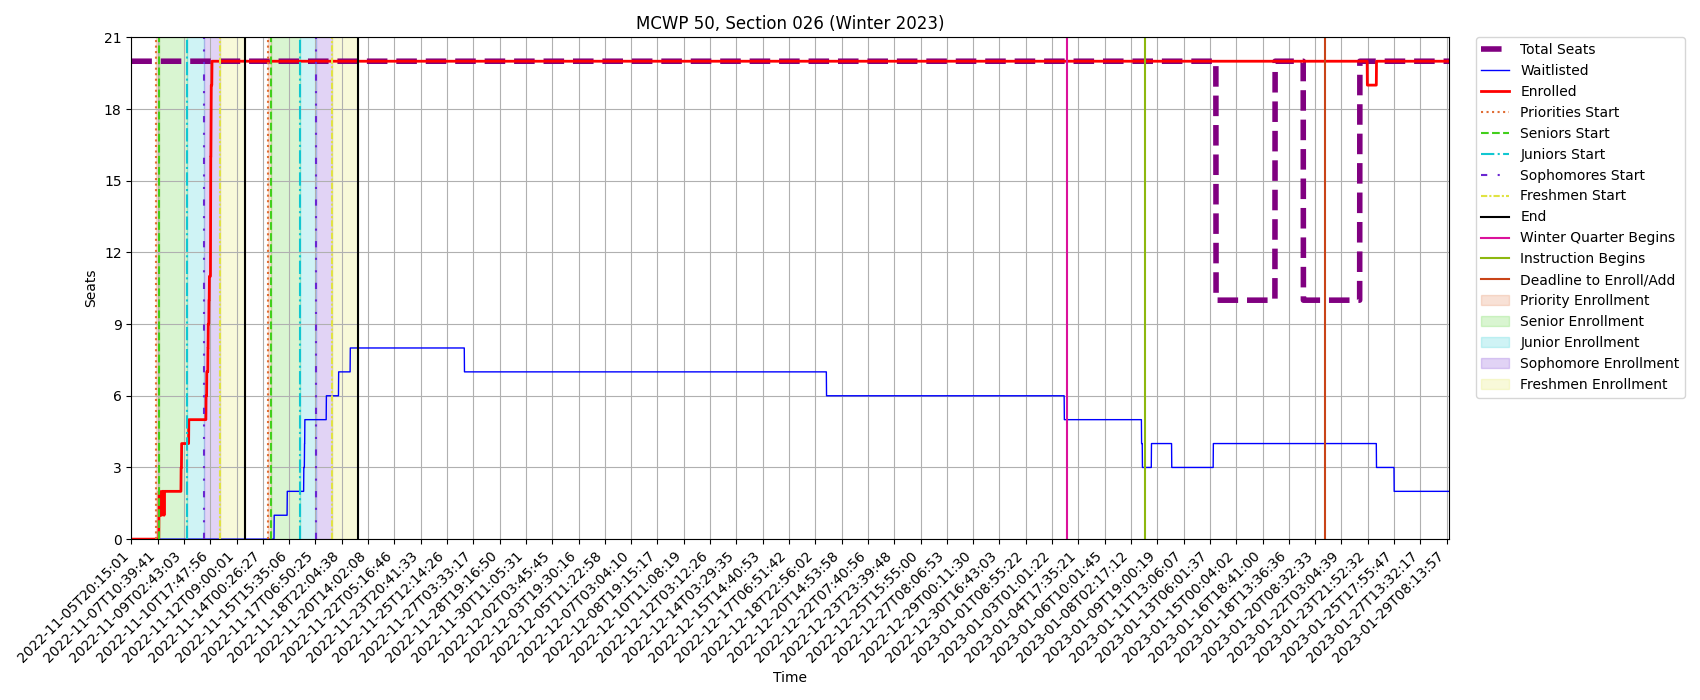 MCWP 50, Section 026 (Winter 2023)
Seats
21
18
15
12
9
6
3
0
2022-11-05T20:15:01
2022-11-07T10:39:41
2022-11-09T02:43:03
2022-11-10T17:47:56
2022-11-12T09:00:01
2022-11-14T00:26:27
2022-11-15T15:35:06
2022-11-17T06:50:25
2022-11-18T22:04:38
2022-11-20T14:02:08
2022-11-22T05:16:46
2022-11-23T20:41:33
2022-11-25T12:14:26
2022-11-27T03:33:17
2022-11-28T19:16:50
2022-11-30T11:05:31
2022-12-02T03:45:45
2022-12-03T19:30:16
2022-12-05T11:22:58
2022-12-07T03:04:10
2022-12-08T19:15:17
2022-12-10T11:08:19
2022-12-12T03:12:26
2022-12-14T03:29:35
2022-12-15T14:40:53
2022-12-17T06:51:42
2022-12-18T22:56:02
2022-12-20T14:53:58
2022-12-22T07:40:56
2022-12-23T23:39:48
2022-12-25T15:55:00
2022-12-27T08:06:53
2022-12-29T00:11:30
2022-12-30T16:43:03
2023-01-01T08:55:22
2023-01-03T01:01:22
2023-01-04T17:35:21
2023-01-06T10:01:45
2023-01-08T02:17:12
2023-01-09T19:00:19
2023-01-11T13:06:07
2023-01-13T06:01:37
2023-01-15T00:04:02
2023-01-16T18:41:00
2023-01-18T13:36:36
2023-01-20T08:32:33
2023-01-22T03:04:39
2023-01-23T21:52:32
2023-01-25T17:55:47
2023-01-27T13:32:17
2023-01-29T08:13:57
Time
Total Seats
Waitlisted
Enrolled
Priorities Start
Seniors Start
Juniors Start
Sophomores Start
Freshmen Start
End
Winter Quarter Begins
Instruction Begins
Deadline to Enroll/Add
Priority Enrollment
Senior Enrollment
Junior Enrollment
Sophomore Enrollment
Freshmen Enrollment